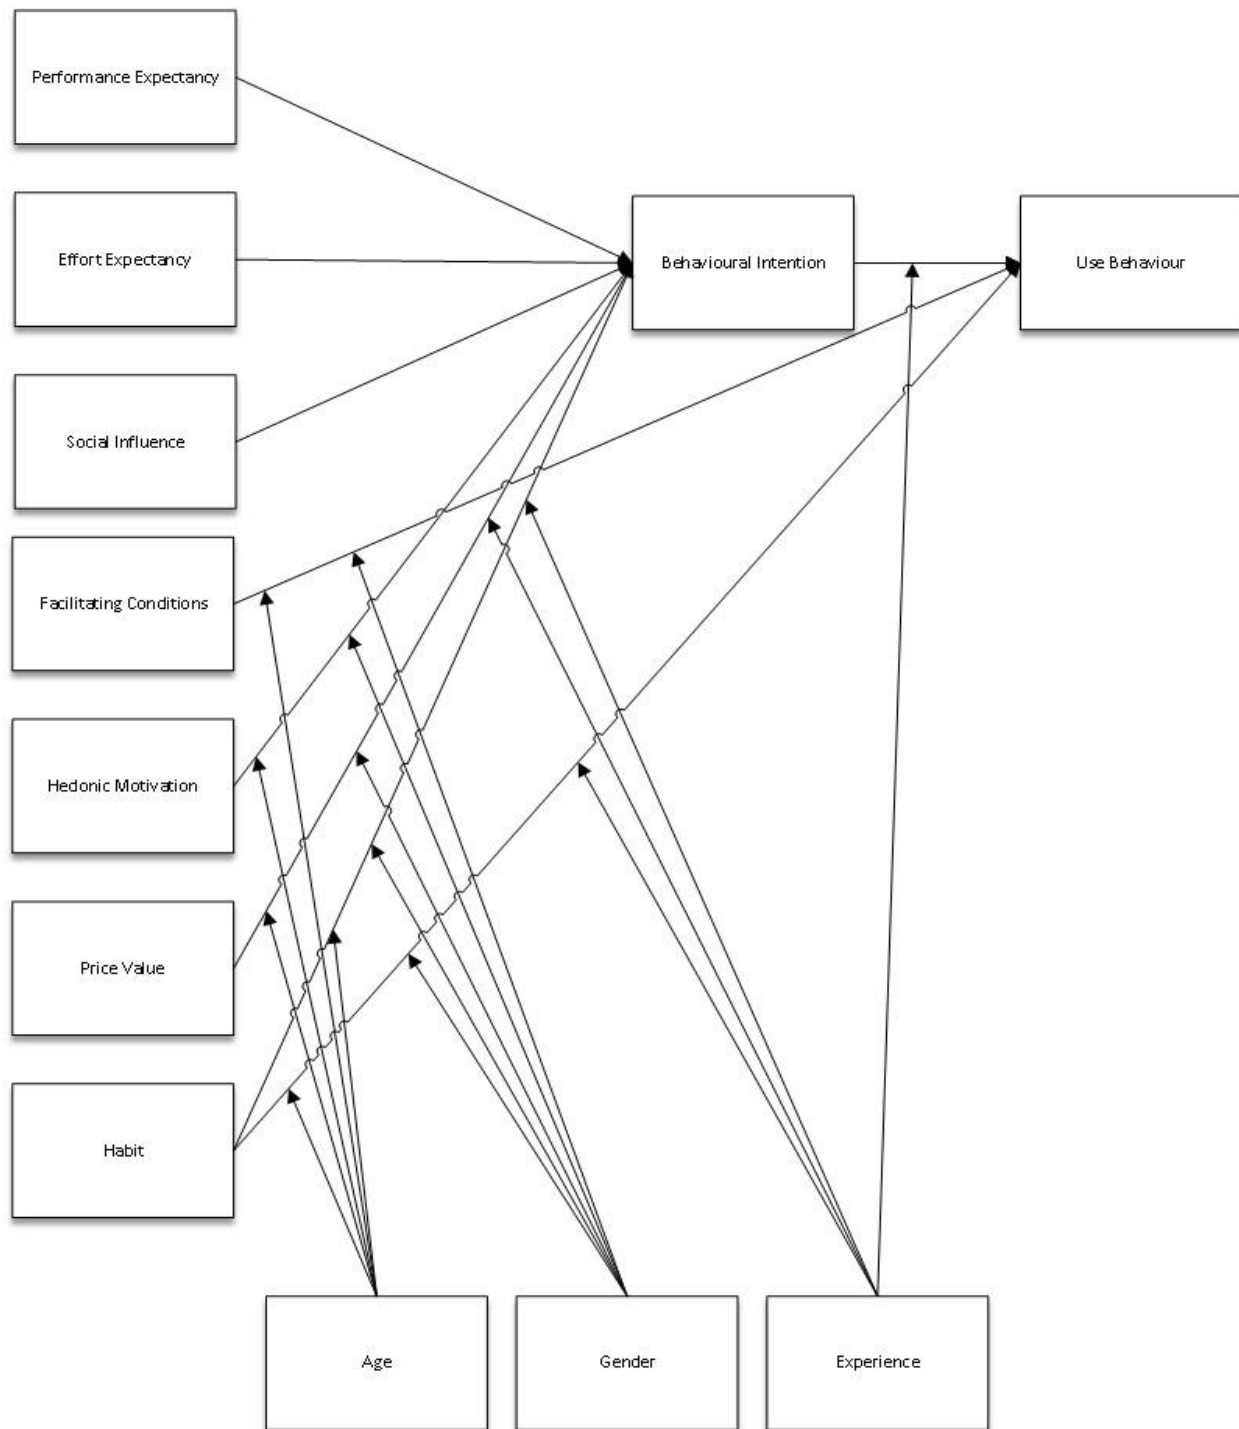 Performance Expectancy
Effort Expectancy
Behavioural Intention
Use Behaviour
Social Influence
Facilitating Conditions
Hedonic Motivation
Price Value
Habit
Age
Gender
Experience